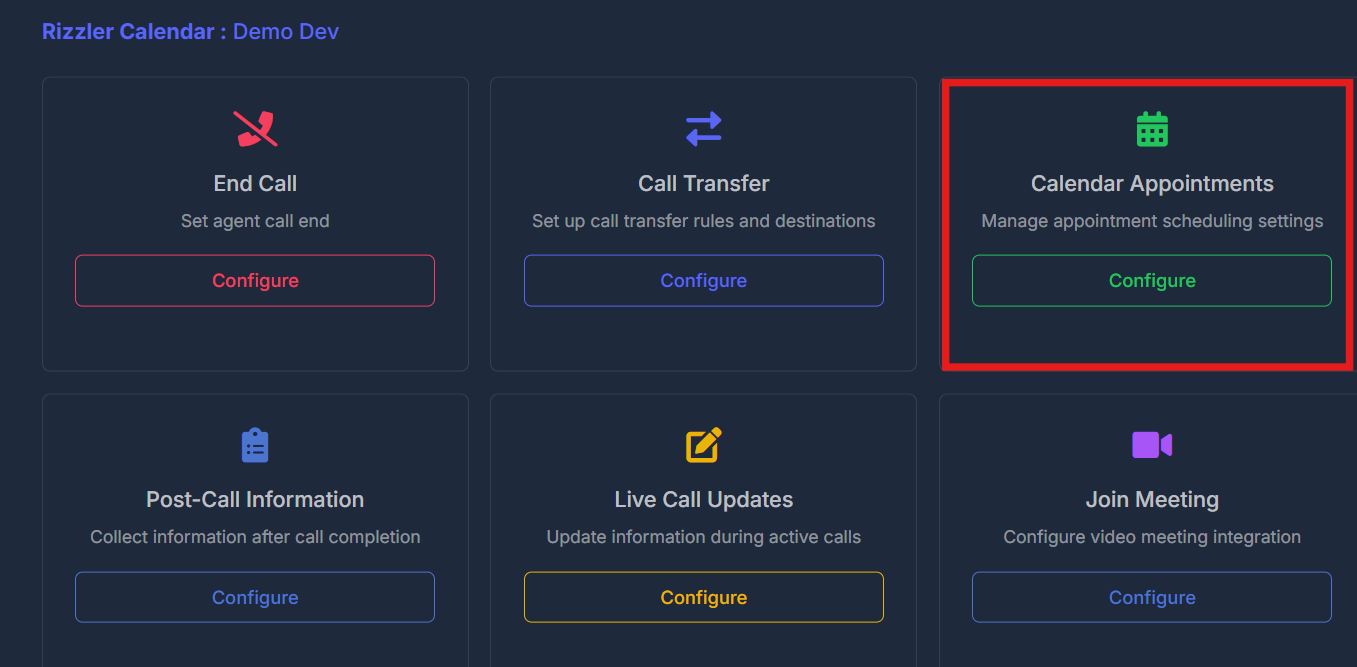 Rizzler Calendar : Demo Dev
End Call
Set agent call end
Configure
Call Transfer
Set up call transfer rules and destinations
Configure
Calendar Appointments
Manage appointment scheduling settings
Configure
Post-Call Information
Collect information after call completion
Configure
Live Call Updates
Update information during active calls
Configure
Join Meeting
Configure video meeting integration
Configure